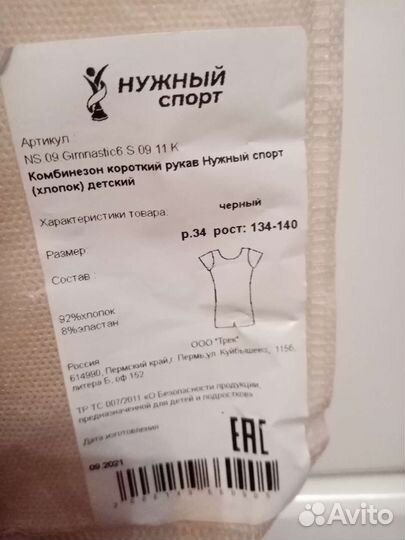 НУЖНЫЙ
СПОРТ
Артикул
NS 09 Gimnastic6 S 09 11 K
Комбинезон короткий рукав Нужный спорт
(хлопок) детский
Характеристики товара:
черный
Размер
р.34 рост: 134-140
Состав
92%хлопок
8%эластан
ООО "Трек"
Россия
614990, Пермский край,г. Пермь,ул. Куйбышева, 115б,
литера Б, оф 152
ТР ТС 007/2011 «О Безопасности продукции,
предназначенной для детей и подростков»
Дата изготовления
EAC
09.2021
Avito